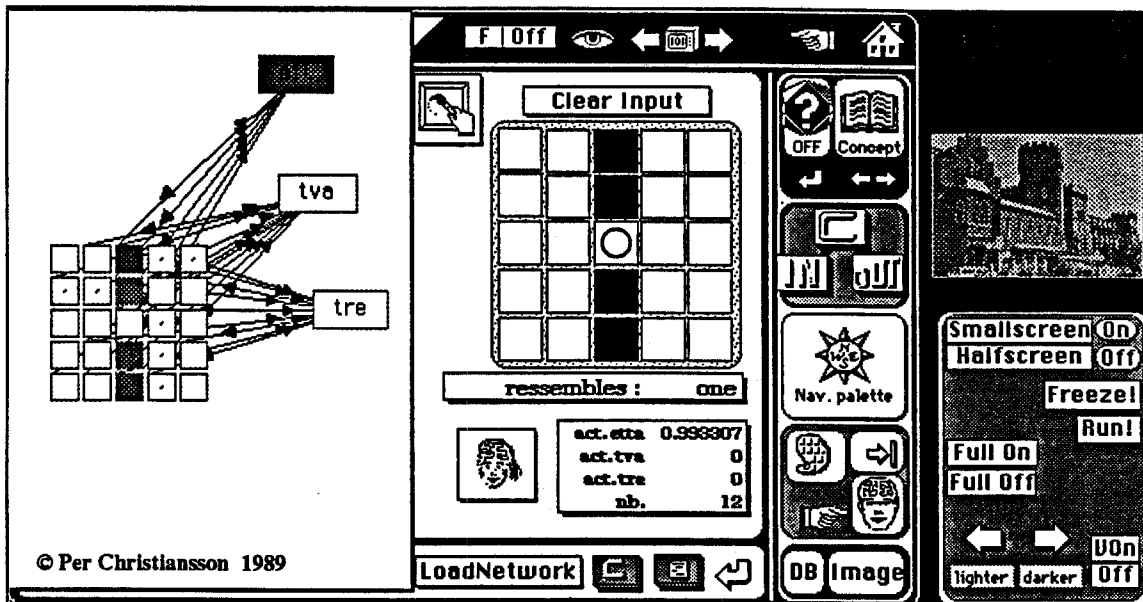 F Off
Clear Input
tva
tre
OFF Concept
Nav. palette
ressembles : one
act.etta 0.993307
act.tva 0
act.tre 0
nb. 12
© Per Christiansson 1989
LoadNetwork
DB Image
Smallscreen On
Halfscreen Off
Freeze!
Run!
Full On
Full Off
VOn
lighter darker Off